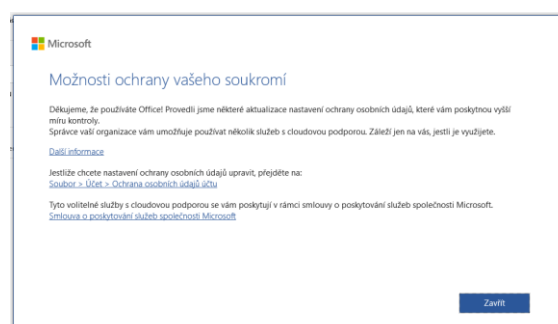 Microsoft
Možnosti ochrany vašeho soukromí
Děkujeme, že používáte Office! Provedli jsme některé aktualizace nastavení ochrany osobních údajů, které vám poskytnou vyšší
míru kontroly.
Správce vaší organizace vám umožňuje používat několik služeb s cloudovou podporou. Záleží jen na vás, jestli je využijete.
Další informace
Jestliže chcete nastavení ochrany osobních údajů upravit, přejděte na:
Soubor > Účet > Ochrana osobních údajů účtu
Tyto volitelné služby s cloudovou podporou se vám poskytují v rámci smlouvy o poskytování služeb společnosti Microsoft.
Smlouva o poskytování služeb společnosti Microsoft
Zavřít